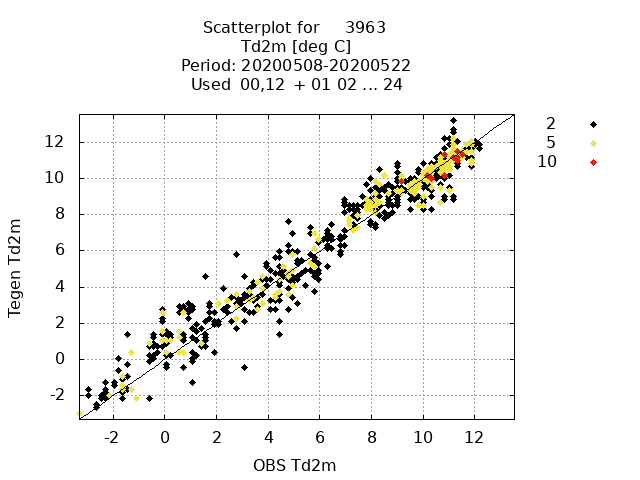 Scatterplot for 3963
Td2m [deg C]
Period: 20200508-20200522
Used 00,12 + 01 02 ... 24
2
5
10
12
10
8
6
4
2
0
-2
Tegen Td2m
-2 0 2 4 6 8 10 12
OBS Td2m